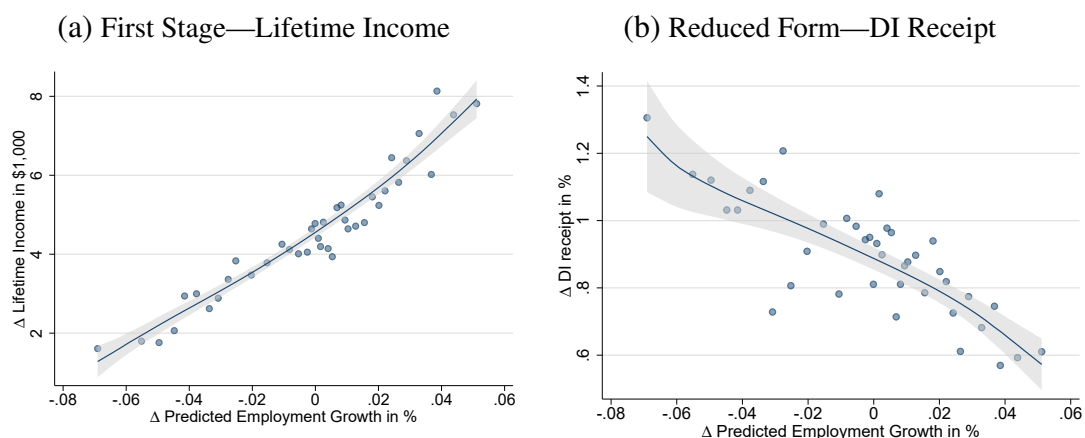 (a) First Stage—Lifetime Income
Δ Lifetime Income in $1,000
8
6
4
2
-.08 -.06 -.04 -.02 0 .02 .04 .06
Δ Predicted Employment Growth in %
(b) Reduced Form—DI Receipt
Δ DI receipt in %
1.4
1.2
1
.8
.6
-.08 -.06 -.04 -.02 0 .02 .04 .06
Δ Predicted Employment Growth in %